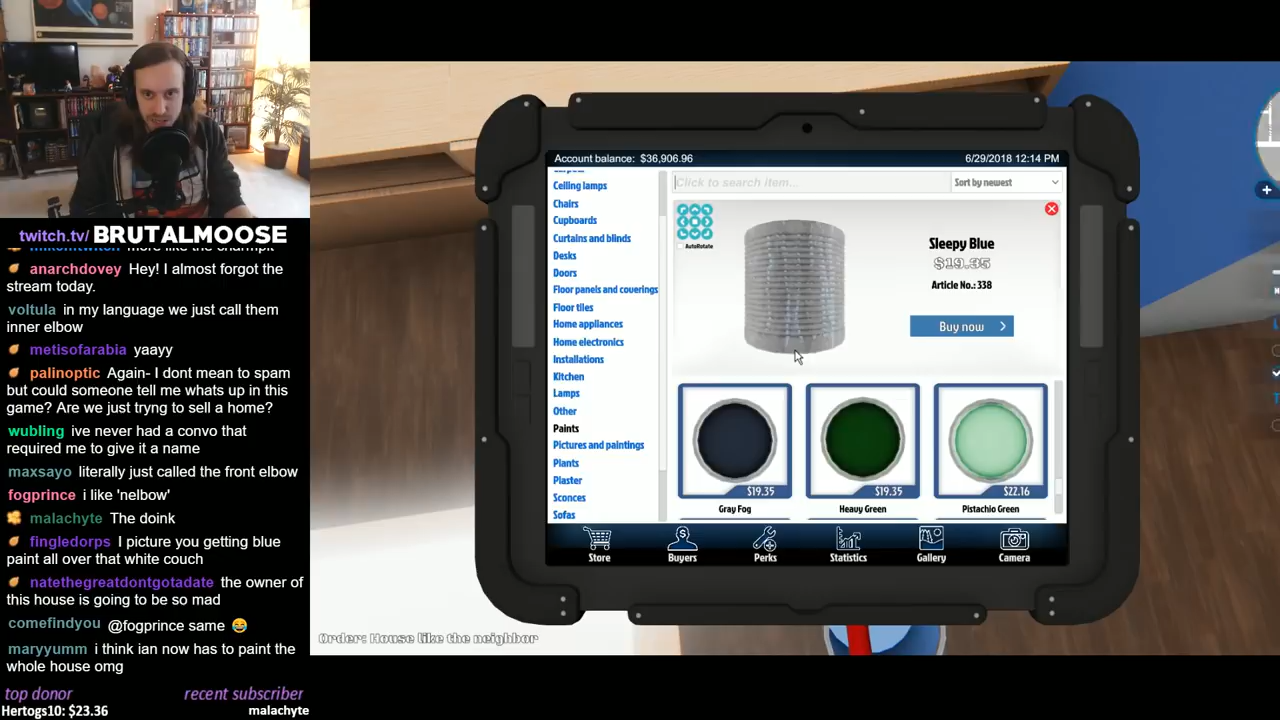 twitch.tv/BRUTALMOOSE
anarchdovey Hey! I almost forgot the
stream today.
voltula in my language we just call them
inner elbow
metisofarabia yaayy
palinoptic Again- I dont mean to spam
but could someone tell me whats up in this
game? Are we just tryng to sell a home?
wubling ive never had a convo that
required me to give it a name
maxsayo literally just called the front elbow
fogprince i like 'nelbow'
malachyte The doink
fingledorps I picture you getting blue
paint all over that white couch
natethegreatdontgotadate the owner of
this house is going to be so mad
comefindyou @fogprince same 😂
maryyumm i think ian now has to paint the
whole house omg
top donor
Hertogs10: $23.36
recent subscriber
malachyte
Account balance: $36,906.96
6/29/2018 12:14 PM
Ceiling lamps
Chairs
Cupboards
Curtains and blinds
Desks
Doors
Floor panels and coverings
Floor tiles
Home appliances
Home electronics
Installations
Kitchen
Lamps
Other
Paints
Pictures and paintings
Plants
Plaster
Sconces
Sofas
Click to search item...
Sort by newest
AutoRotate
Sleepy Blue
$19.35
Article No.: 338
Buy now
$19.35
Gray Fog
$19.35
Heavy Green
$22.16
Pistachio Green
Store
Buyers
Perks
Statistics
Gallery
Camera
Order: House like the neighbor